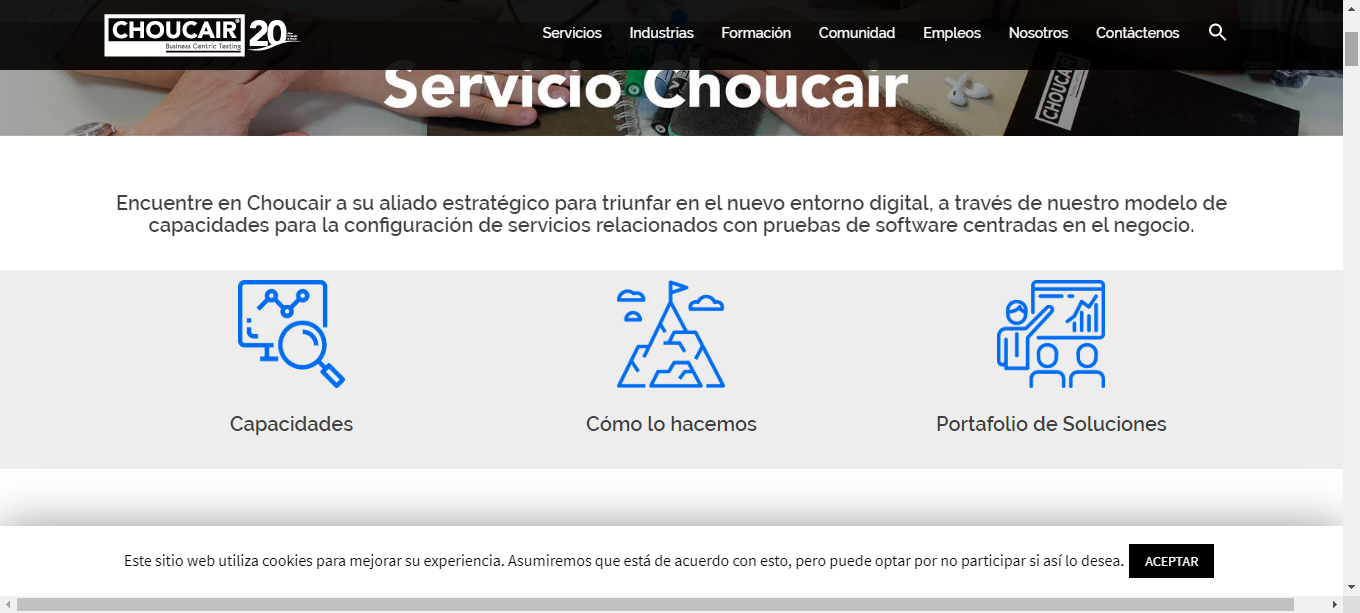 CHOUCAIR®
Business Centric Testing
20
Servicios Industrias Formación Comunidad Empleos Nosotros Contáctenos
Servicio Choucair
CHOUCAIR
Encuentre en Choucair a su aliado estratégico para triunfar en el nuevo entorno digital, a través de nuestro modelo de
capacidades para la configuración de servicios relacionados con pruebas de software centradas en el negocio.
Capacidades
Cómo lo hacemos
Portafolio de Soluciones
Este sitio web utiliza cookies para mejorar su experiencia. Asumiremos que está de acuerdo con esto, pero puede optar por no participar si así lo desea. ACEPTAR